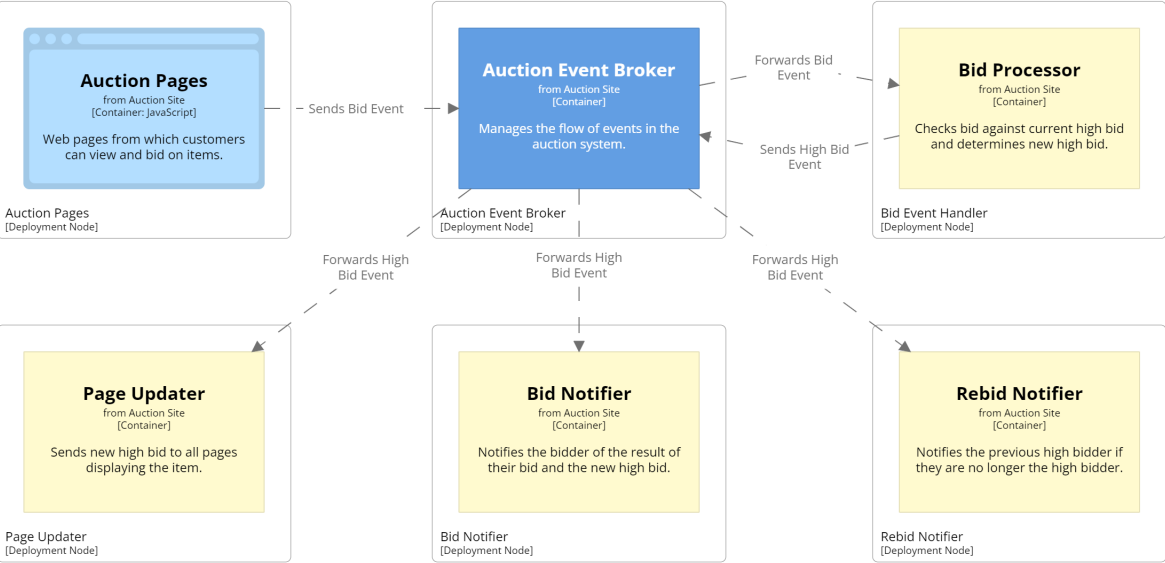 Auction Pages
from Auction Site
[Container: JavaScript]
Web pages from which customers
can view and bid on items.
Auction Pages
[Deployment Node]
Sends Bid Event
Auction Event Broker
from Auction Site
[Container]
Manages the flow of events in the
auction system.
Auction Event Broker
[Deployment Node]
Forwards Bid
Event
Sends High Bid
Event
Bid Processor
from Auction Site
[Container]
Checks bid against current high bid
and determines new high bid.
Bid Event Handler
[Deployment Node]
Forwards High
Bid Event
Forwards High
Bid Event
Forwards High
Bid Event
Page Updater
from Auction Site
[Container]
Sends new high bid to all pages
displaying the item.
Page Updater
[Deployment Node]
Bid Notifier
from Auction Site
[Container]
Notifies the bidder of the result of
their bid and the new high bid.
Bid Notifier
[Deployment Node]
Rebid Notifier
from Auction Site
[Container]
Notifies the previous high bidder if
they are no longer the high bidder.
Rebid Notifier
[Deployment Node]